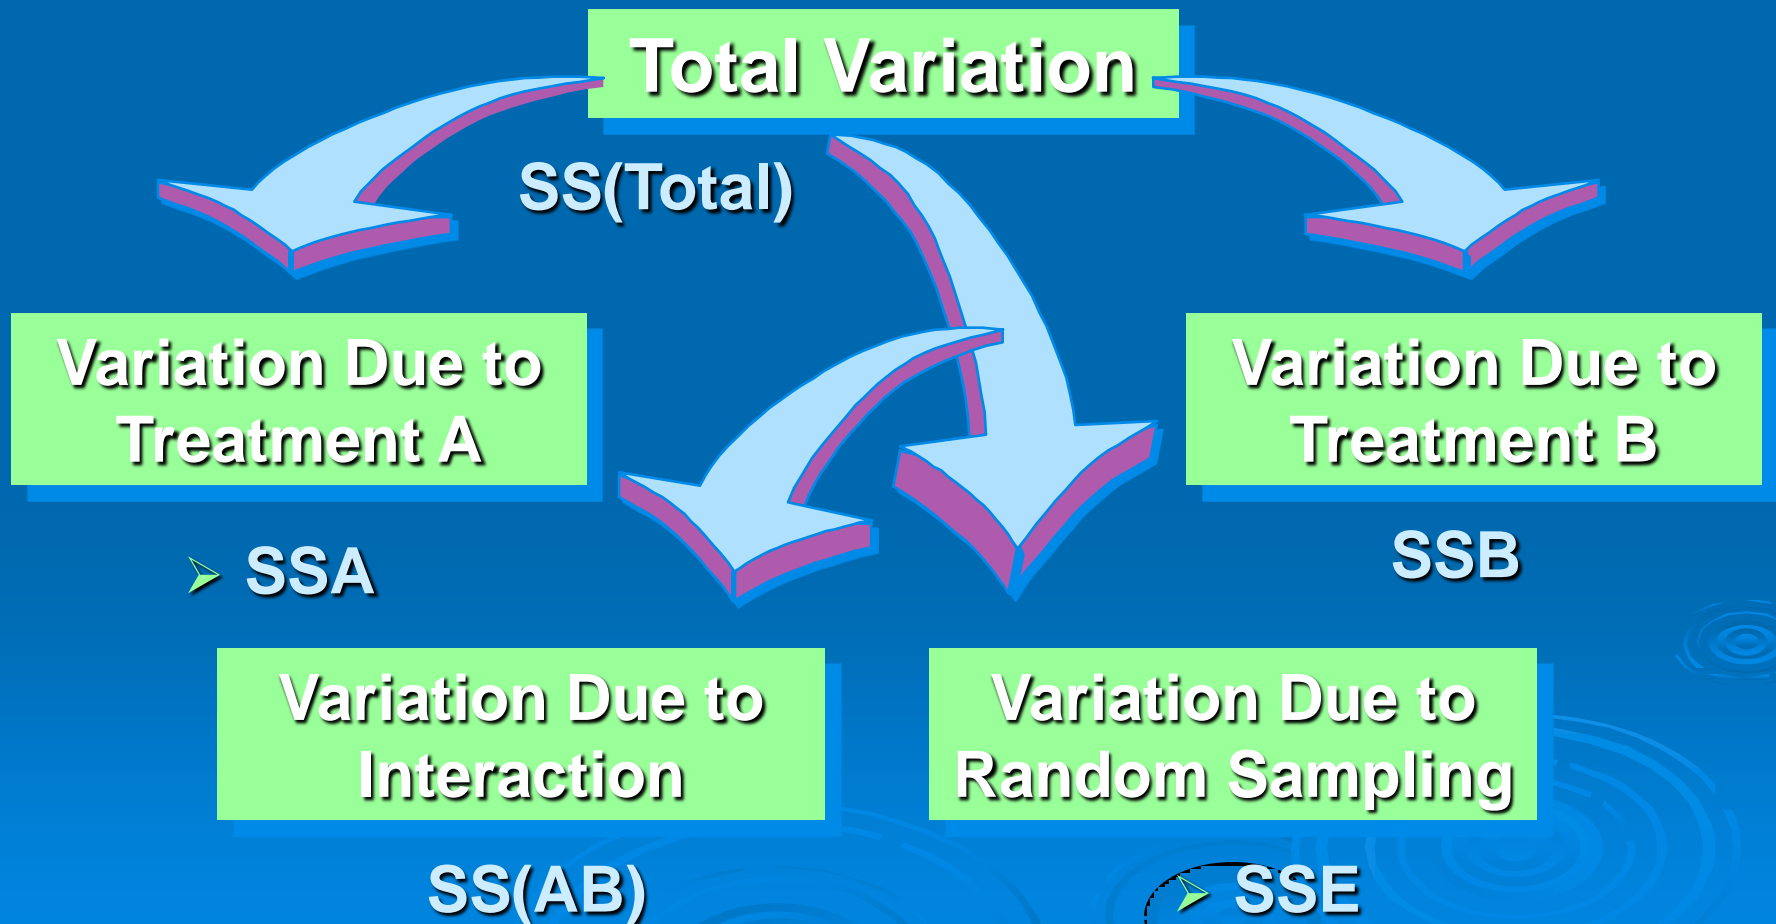 Total Variation
SS(Total)
Variation Due to
Treatment A
SSA
Variation Due to
Treatment B
SSB
Variation Due to
Interaction
SS(AB)
Variation Due to
Random Sampling
SSE